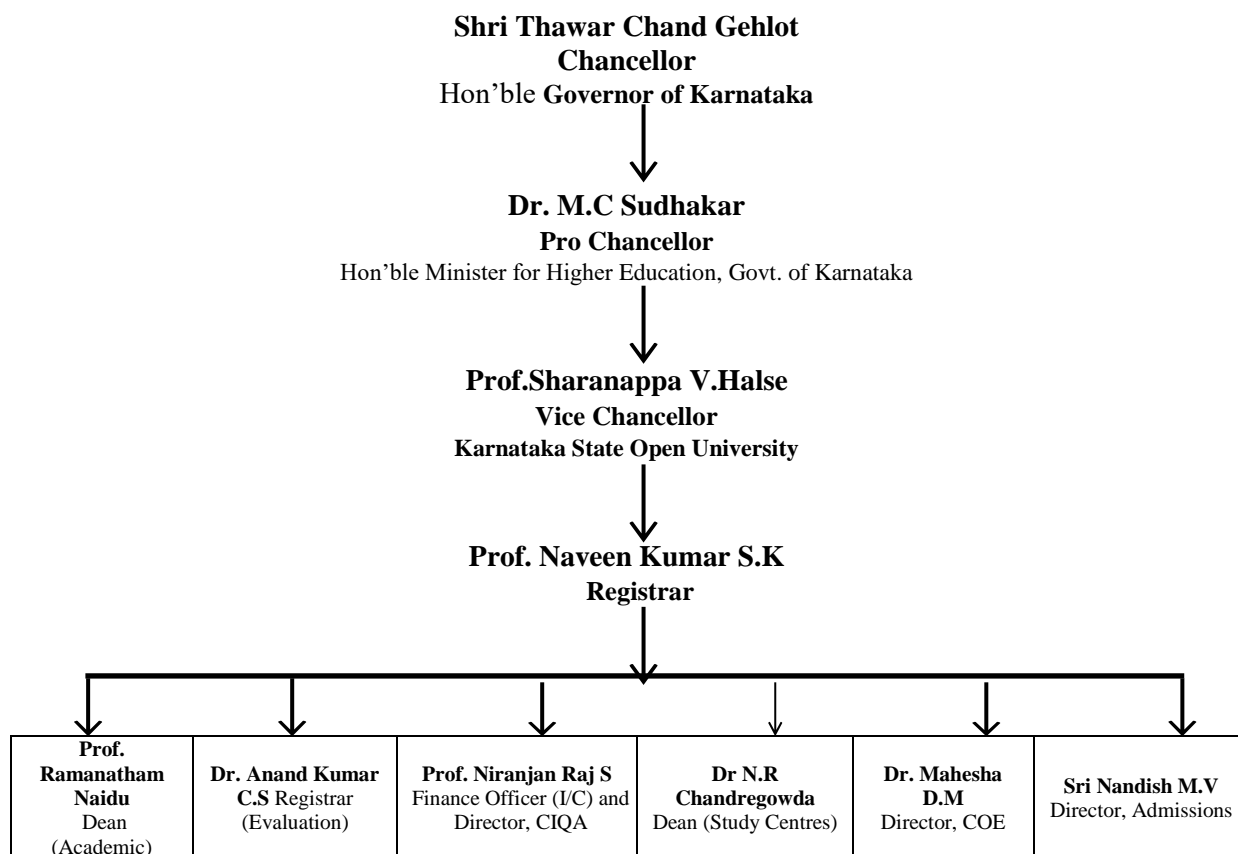 Shri Thawar Chand Gehlot
Chancellor
Hon’ble Governor of Karnataka
Dr. M.C Sudhakar
Pro Chancellor
Hon’ble Minister for Higher Education, Govt. of Karnataka
Prof.Sharanappa V.Halse
Vice Chancellor
Karnataka State Open University
Prof. Naveen Kumar S.K
Registrar
Prof.
Ramanatham
Naidu
Dean
(Academic)
Dr. Anand Kumar
C.S Registrar
(Evaluation)
Prof. Niranjan Raj S
Finance Officer (I/C) and
Director, CIQA
Dr N.R
Chandregowda
Dean (Study Centres)
Dr. Mahesha
D.M
Director, COE
Sri Nandish M.V
Director, Admissions